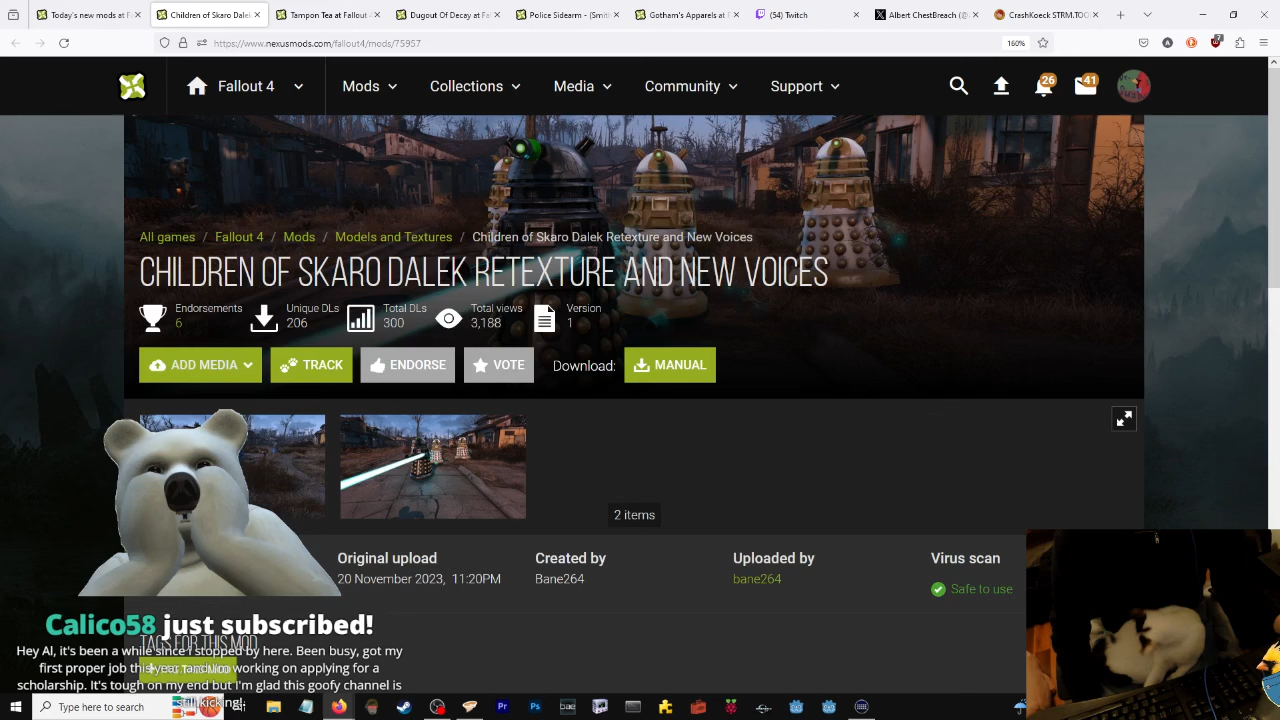 Today's new mods at F
Children of Skaro Dale
Tampon Tea at Fallout
Dugout Of Decay at Fa
Police Sidearm - (Smith
Gotham's Apparels at F
(54) Twitch
Albert ChestBreach (@
CrashKoeck STRM.TOO
https://www.nexusmods.com/fallout4/mods/75957
160%
7
Fallout 4
Mods
Collections
Media
Community
Support
26
41
All games / Fallout 4 / Mods / Models and Textures / Children of Skaro Dalek Retexture and New Voices
CHILDREN OF SKARO DALEK RETEXTURE AND NEW VOICES
Endorsements
6
Unique DLs
206
Total DLs
300
Total views
3,188
Version
1
ADD MEDIA
TRACK
ENDORSE
VOTE
Download:
MANUAL
2 items
Original upload
20 November 2023, 11:20PM
Created by
Bane264
Uploaded by
bane264
Virus scan
Safe to use
Calico58 just subscribed!
TAGS FOR THIS MOD
Hey Al, it's been a while since I stopped by here. Been busy, got my
first proper job this year, and I'm working on applying for a
scholarship. It's tough on my end but I'm glad this goofy channel is
still kicking!
Type here to search
Pr
Ps
bae